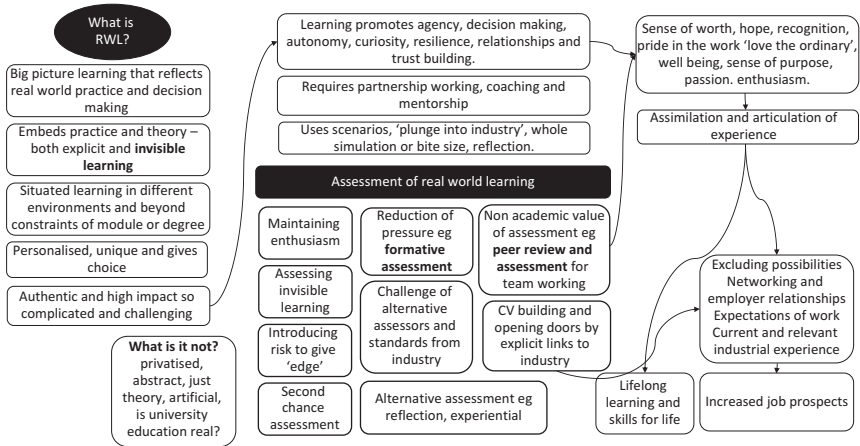 What is
RWL?
Big picture learning that reflects
real world practice and decision
making
Embeds practice and theory –
both explicit and invisible
learning
Situated learning in different
environments and beyond
constraints of module or degree
Personalised, unique and gives
choice
Authentic and high impact so
complicated and challenging
What is it not?
privatised,
abstract, just
theory, artificial,
is university
education real?
Learning promotes agency, decision making,
autonomy, curiosity, resilience, relationships and
trust building.
Requires partnership working, coaching and
mentorship
Uses scenarios, ‘plunge into industry’, whole
simulation or bite size, reflection.
Assessment of real world learning
Maintaining
enthusiasm
Assessing
invisible
learning
Introducing
risk to give
‘edge’
Second
chance
assessment
Reduction of
pressure eg
formative
assessment
Challenge of
alternative
assessors and
standards from
industry
Alternative assessment eg
reflection, experiential
Non academic value
of assessment eg
peer review and
assessment for
team working
CV building and
opening doors by
explicit links to
industry
Sense of worth, hope, recognition,
pride in the work ‘love the ordinary’,
well being, sense of purpose,
passion. enthusiasm.
Assimilation and articulation of
experience
Excluding possibilities
Networking and
employer relationships
Expectations of work
Current and relevant
industrial experience
Lifelong
learning and
skills for life
Increased job prospects